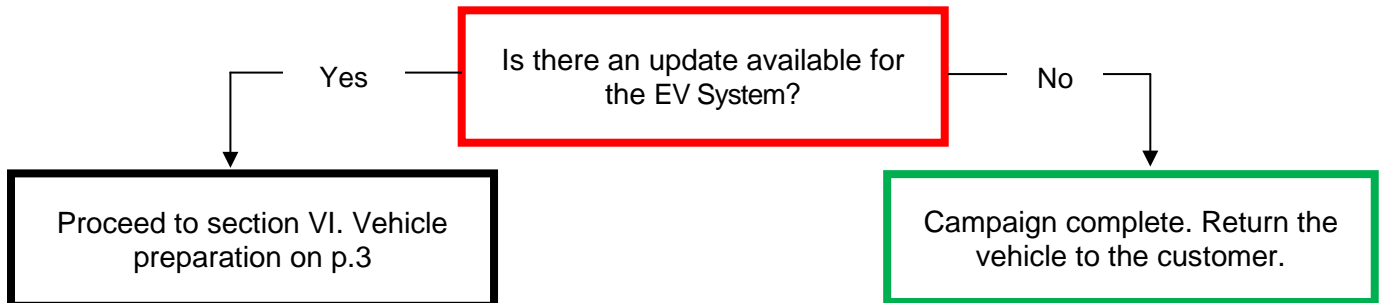 Is there an update available for
the EV System?
Yes
No
Proceed to section VI. Vehicle
preparation on p.3
Campaign complete. Return the
vehicle to the customer.